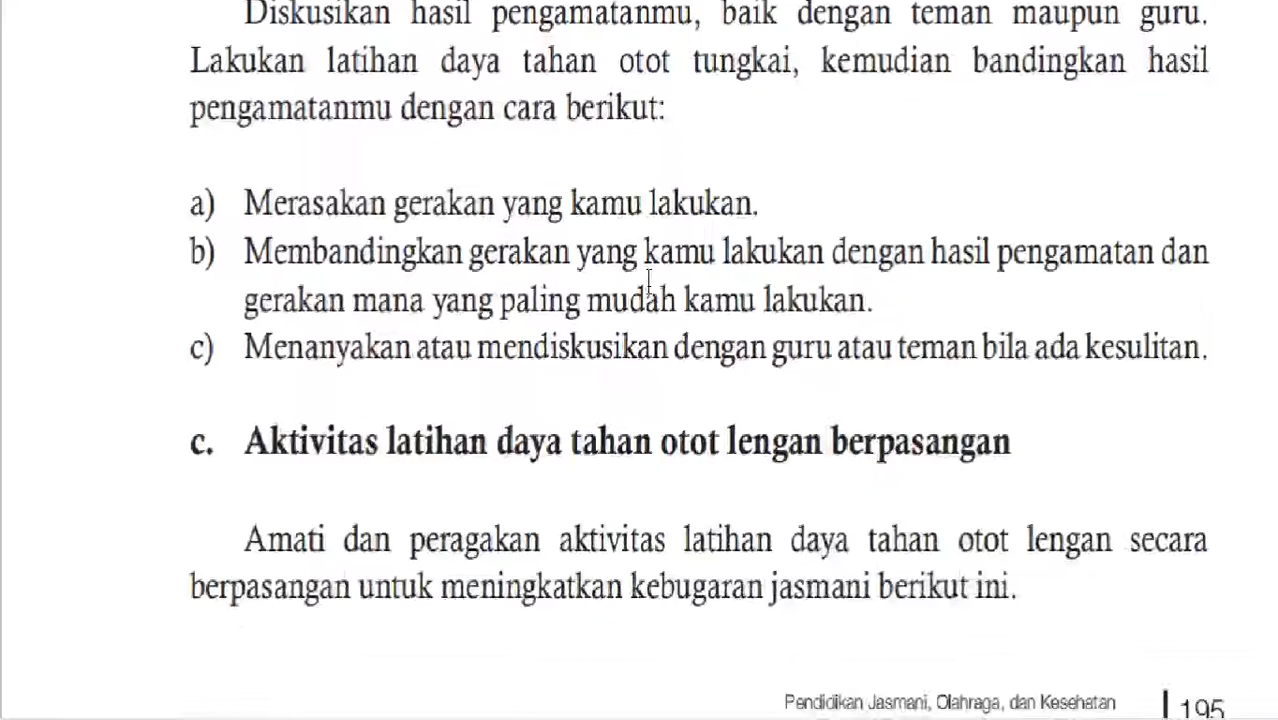 Diskusikan hasil pengamatanmu, baik dengan teman maupun guru.
Lakukan latihan daya tahan otot tungkai, kemudian bandingkan hasil
pengamatanmu dengan cara berikut:
a) Merasakan gerakan yang kamu lakukan.
b) Membandingkan gerakan yang kamu lakukan dengan hasil pengamatan dan
gerakan mana yang paling mudah kamu lakukan.
c) Menanyakan atau mendiskusikan dengan guru atau teman bila ada kesulitan.
c. Aktivitas latihan daya tahan otot lengan berpasangan
Amati dan peragakan aktivitas latihan daya tahan otot lengan secara
berpasangan untuk meningkatkan kebugaran jasmani berikut ini.
Pendidikan Jasmani, Olahraga, dan Kesehatan 195